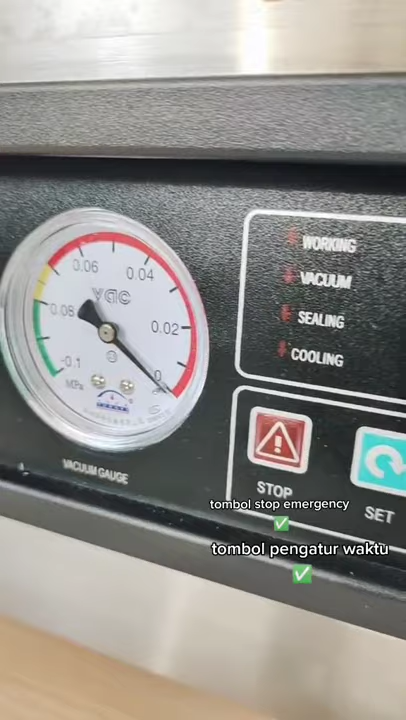 0.06
0.04
vac
0.08
0.02
-0.1
0
MPa
VACUUM GAUGE
WORKING
VACUUM
SEALING
COOLING
STOP
SET
tombol stop emergency
✅
tombol pengatur waktu
✅